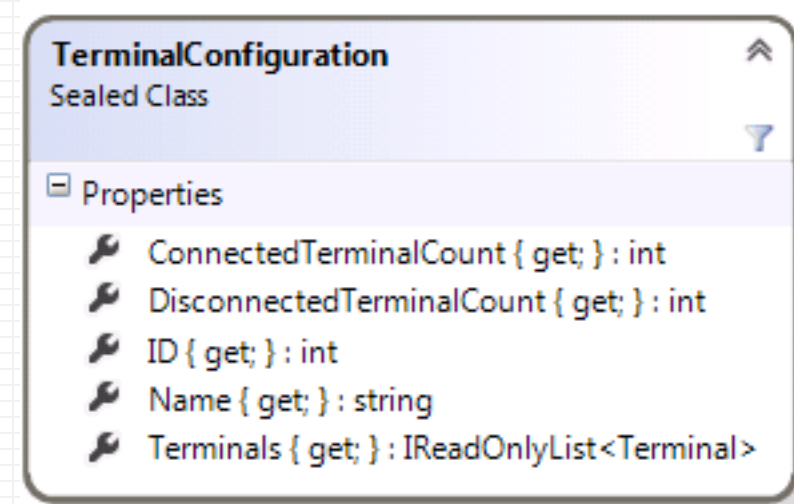 TerminalConfiguration
Sealed Class
Properties
ConnectedTerminalCount { get; } : int
DisconnectedTerminalCount { get; } : int
ID { get; } : int
Name { get; } : string
Terminals { get; } : IReadOnlyList<Terminal>